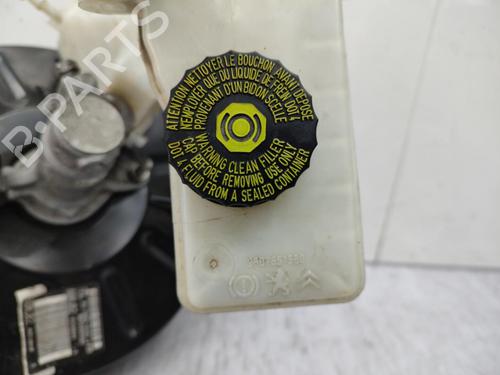 ATTENTION NETTOYER LE BOUCHON AVANT DEPOSE
N'EMPLOYER QUE DU LIQUIDE DE FREIN DOT 4
PROVENANT D'UN BIDON SCELLE
WARNING CLEAN FILLER
CAP BEFORE REMOVING USE ONLY
DOT 4 FLUID FROM A SEALED CONTAINER
B-PARTS